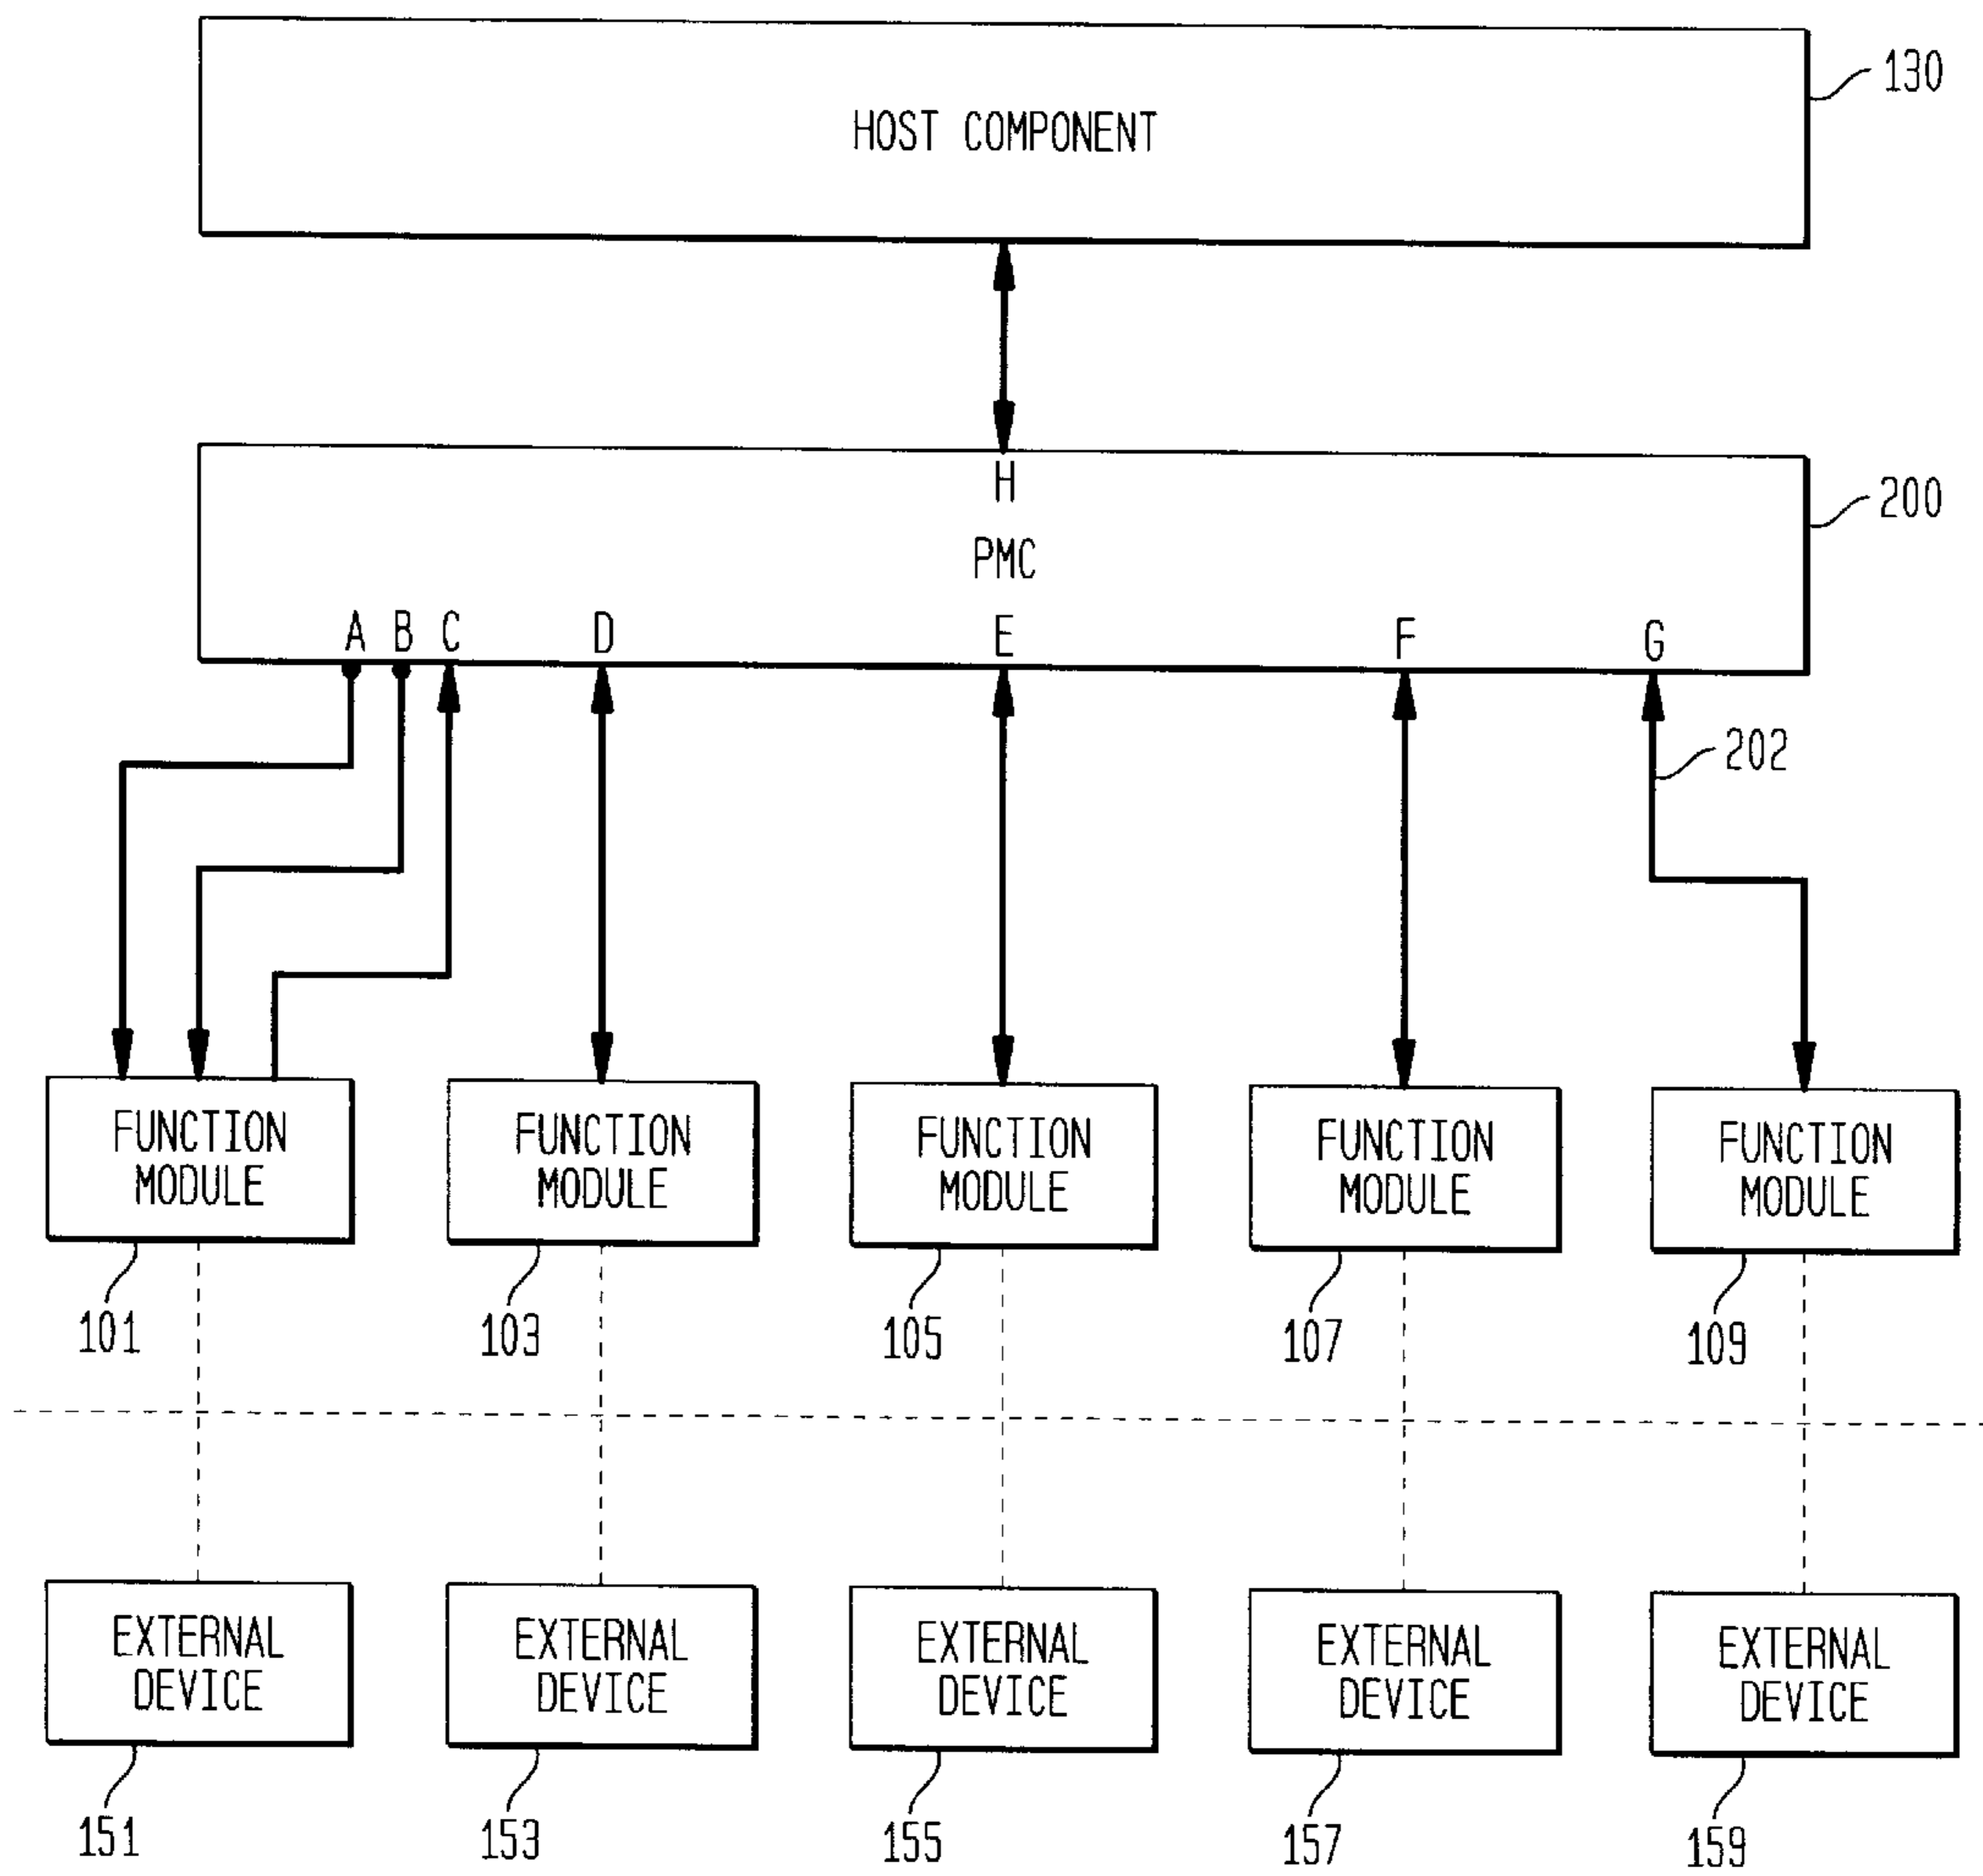 130
HOST COMPONENT
H
200
PMC
A B C D E F G
202
FUNCTION
MODULE
FUNCTION
MODULE
FUNCTION
MODULE
FUNCTION
MODULE
FUNCTION
MODULE
101
103
105
107
109
EXTERNAL
DEVICE
EXTERNAL
DEVICE
EXTERNAL
DEVICE
EXTERNAL
DEVICE
EXTERNAL
DEVICE
151
153
155
157
159